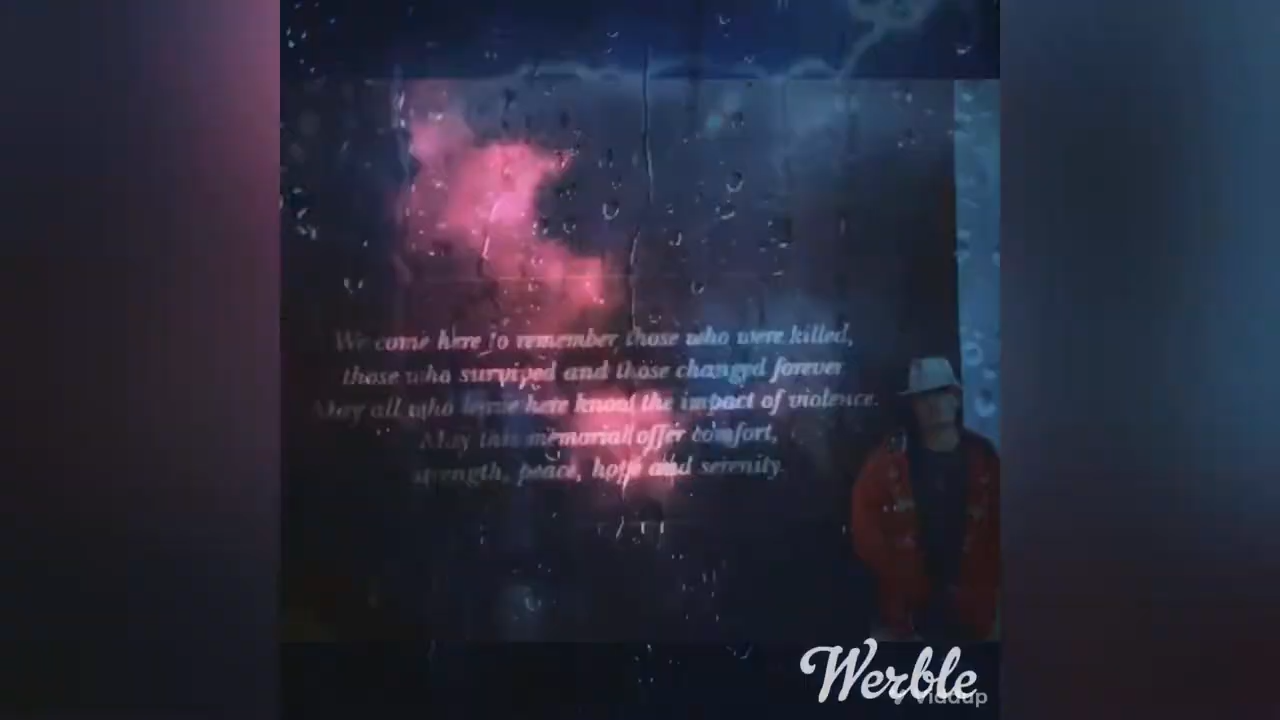 We come here to remember those who were killed,
those who survived and those changed forever
May all who leave here know the impact of violence.
May this memorial offer comfort,
strength, peace, hope and serenity.
Werble
Viddup